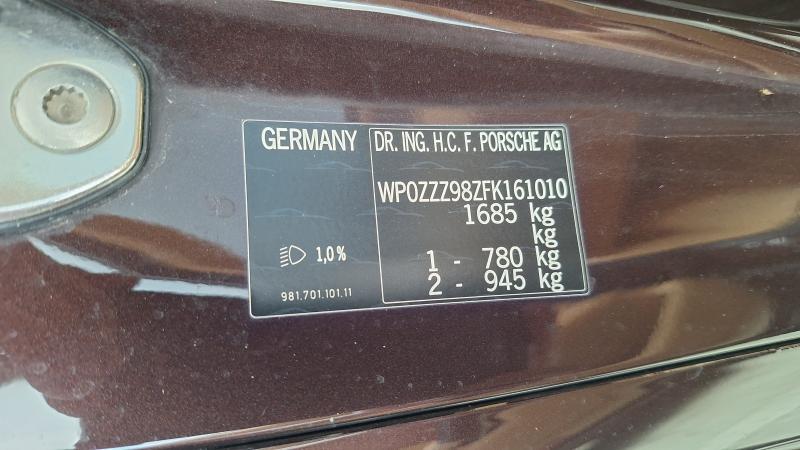 GERMANY
DR. ING. H.C. F. PORSCHE AG
WP0ZZZ98ZFK161010
1685 kg
kg
1 - 780 kg
2 - 945 kg
1,0 %
981.701.101.11